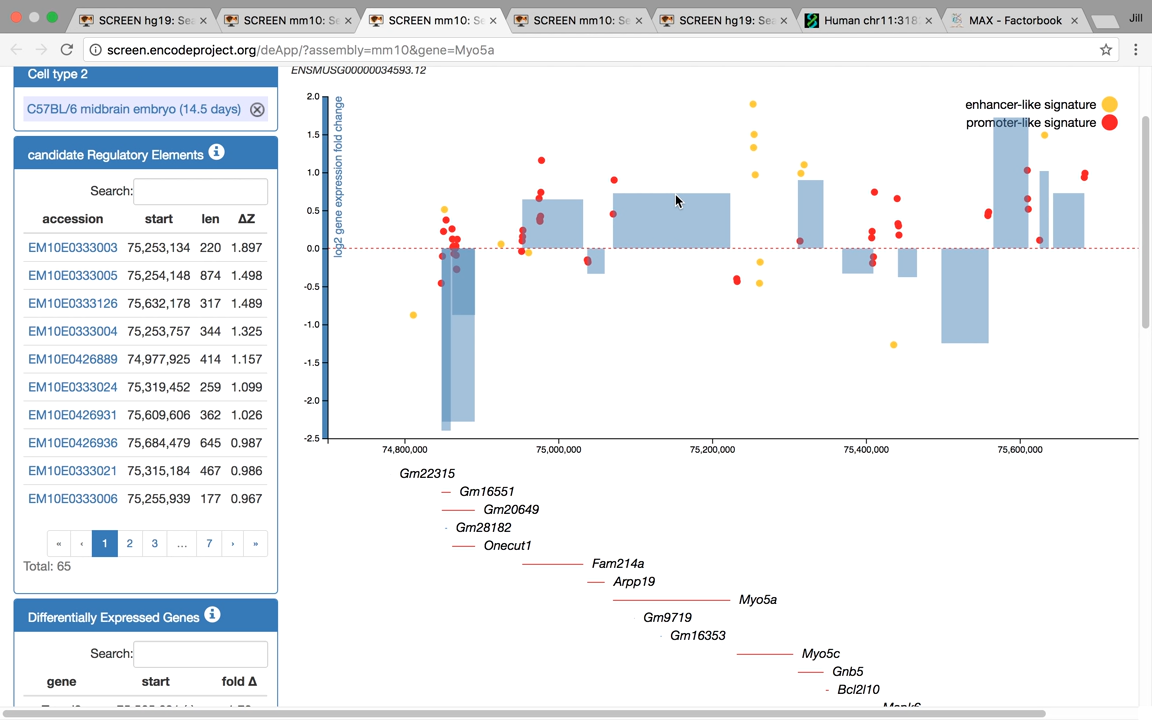 SCREEN hg19: Sea
SCREEN mm10: Se
SCREEN mm10: Se
SCREEN mm10: Se
SCREEN hg19: Sea
Human chr11:318
MAX - Factorbook
Jill
screen.encodeproject.org/deApp/?assembly=mm10&gene=Myo5a
Cell type 2
C57BL/6 midbrain embryo (14.5 days)
candidate Regulatory Elements
Search:
accession start len ΔZ
EM10E0333003 75,253,134 220 1.897
EM10E0333005 75,254,148 874 1.498
EM10E0333126 75,632,178 317 1.489
EM10E0333004 75,253,757 344 1.325
EM10E0426889 74,977,925 414 1.157
EM10E0333024 75,319,452 259 1.099
EM10E0426931 75,609,606 362 1.026
EM10E0426936 75,684,479 645 0.987
EM10E0333021 75,315,184 467 0.986
EM10E0333006 75,255,939 177 0.967
« ‹ 1 2 3 ... 7 › »
Total: 65
Differentially Expressed Genes
Search:
gene start fold Δ
ENSMUSG00000034593.12
log2 gene expression fold change
2.0
1.5
1.0
0.5
0.0
-0.5
-1.0
-1.5
-2.0
-2.5
enhancer-like signature
promoter-like signature
74,800,000 75,000,000 75,200,000 75,400,000 75,600,000
Gm22315
Gm16551
Gm20649
Gm28182
Onecut1
Fam214a
Arpp19
Myo5a
Gm9719
Gm16353
Myo5c
Gnb5
Bcl2l10